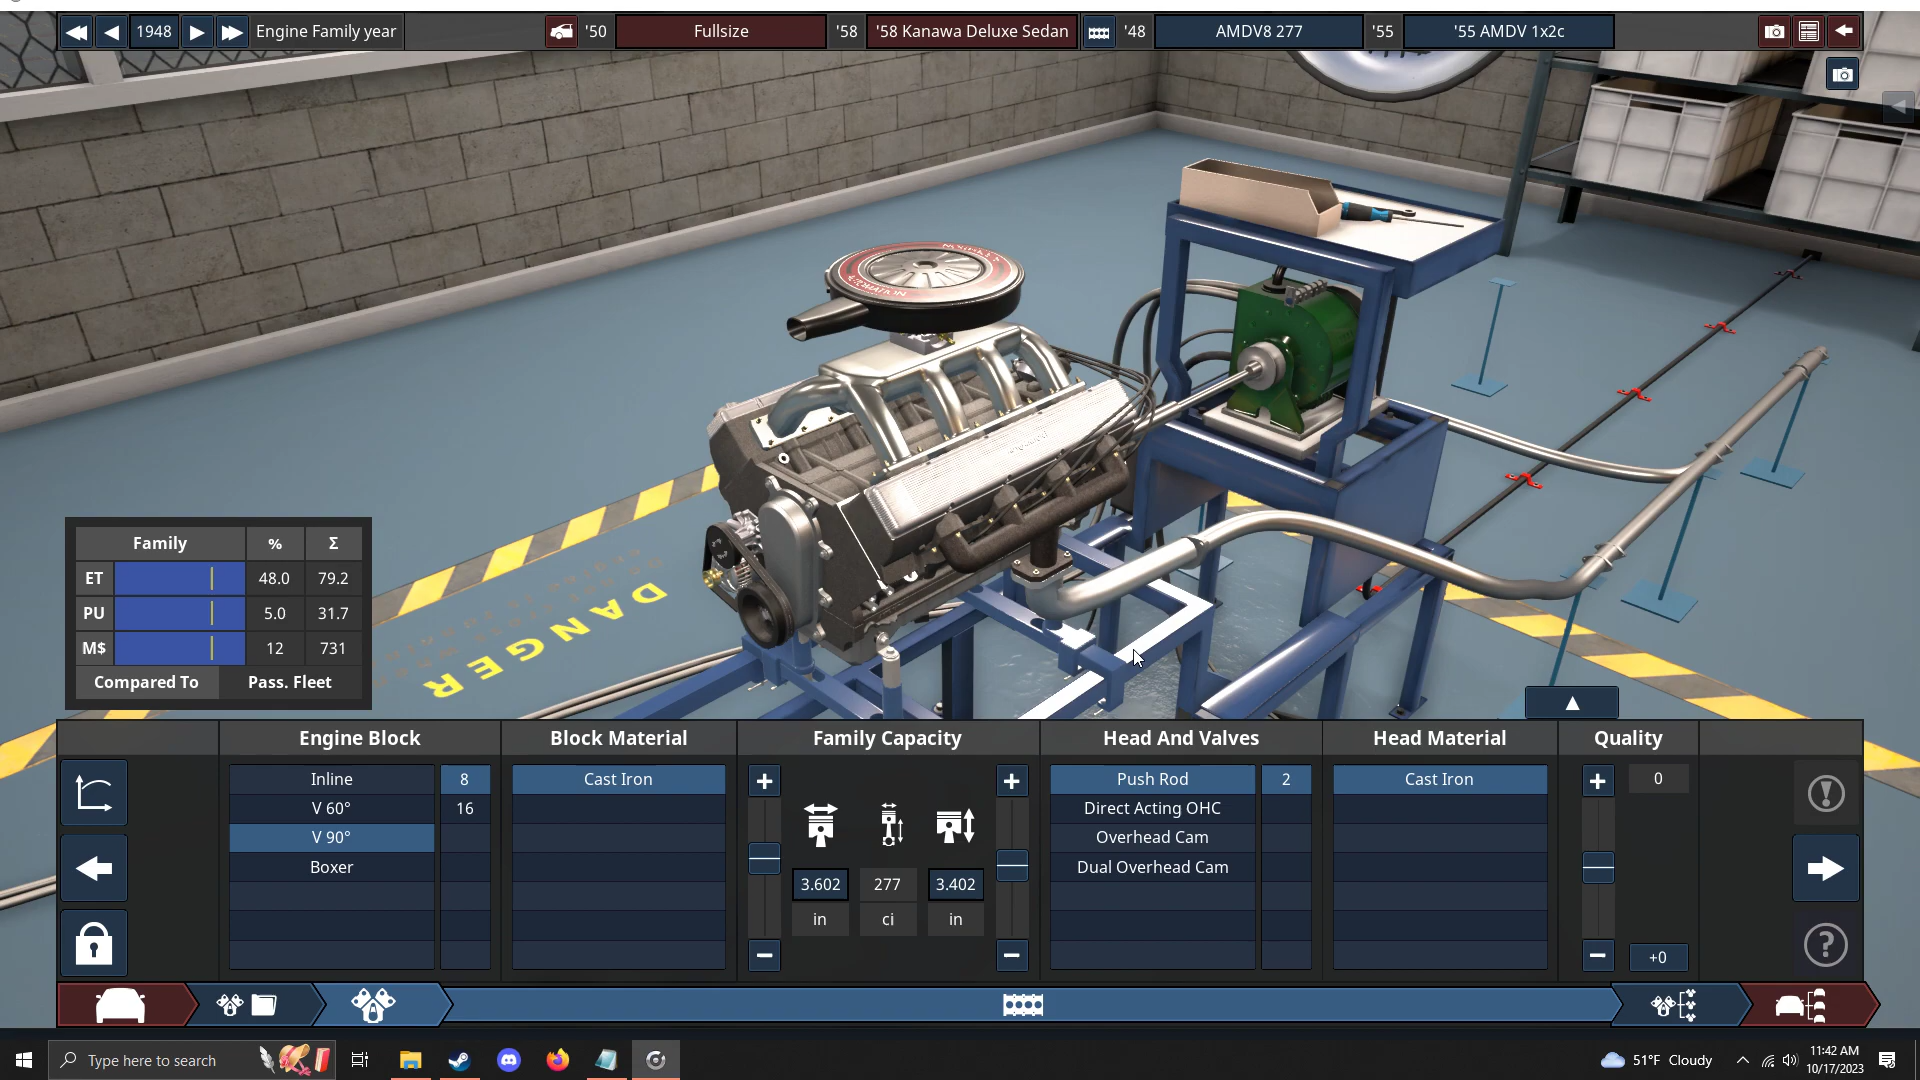 1948 Engine Family year '50 Fullsize '58 '58 Kanawa Deluxe Sedan '48 AMDV8 277 '55 '55 AMDV 1x2c
AUTOMATION
DANGER
Family % Σ
ET 48.0 79.2
PU 5.0 31.7
M$ 12 731
Compared To Pass. Fleet
Engine Block
Inline 8
V 60° 16
V 90°
Boxer
Block Material
Cast Iron
Family Capacity
+ +
3.602 277 3.402
in ci in
− −
Head And Valves
Push Rod 2
Direct Acting OHC
Overhead Cam
Dual Overhead Cam
Head Material
Cast Iron
Quality
+ 0
− +0
!
?
Type here to search
51°F Cloudy
11:42 AM
10/17/2023